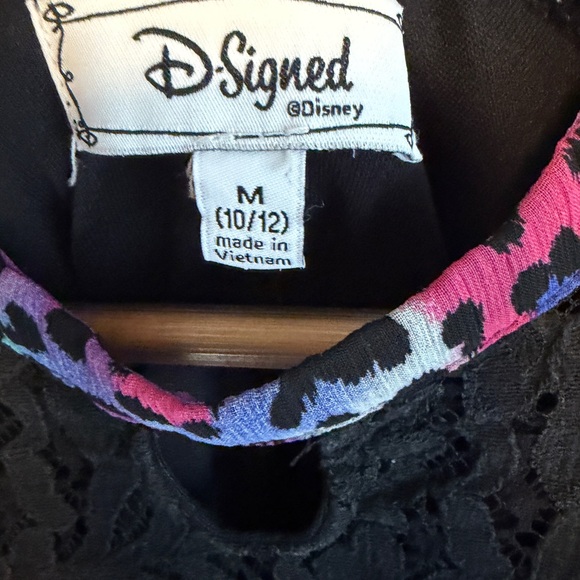 D-Signed
©Disney
M
(10/12)
made in
Vietnam